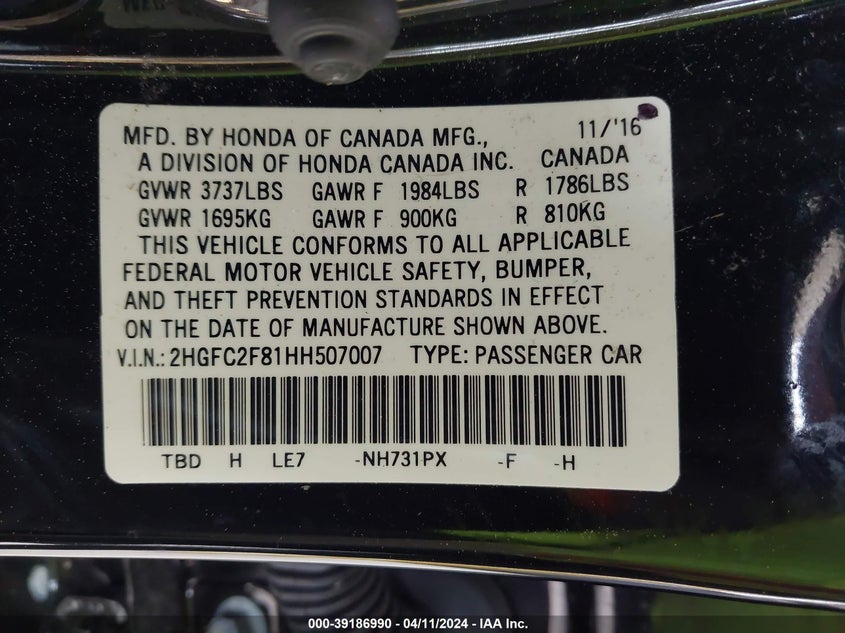 MFD. BY HONDA OF CANADA MFG., 11/'16
A DIVISION OF HONDA CANADA INC. CANADA
GVWR 3737LBS GAWR F 1984LBS R 1786LBS
GVWR 1695KG GAWR F 900KG R 810KG
THIS VEHICLE CONFORMS TO ALL APPLICABLE
FEDERAL MOTOR VEHICLE SAFETY, BUMPER,
AND THEFT PREVENTION STANDARDS IN EFFECT
ON THE DATE OF MANUFACTURE SHOWN ABOVE.
V.I.N.: 2HGFC2F81HH507007 TYPE: PASSENGER CAR
TBD H LE7 -NH731PX -F -H
000-39186990 - 04/11/2024 - IAA Inc.